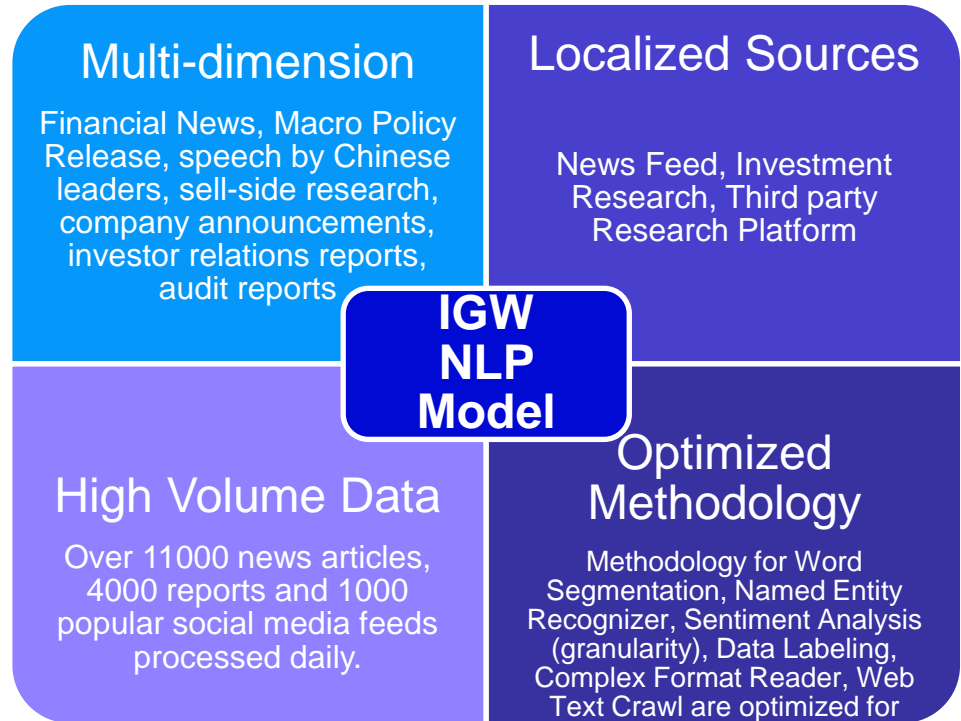 Multi-dimension
Financial News, Macro Policy
Release, speech by Chinese
leaders, sell-side research,
company announcements,
investor relations reports,
audit reports
Localized Sources
News Feed, Investment
Research, Third party
Research Platform
IGW
NLP
Model
High Volume Data
Over 11000 news articles,
4000 reports and 1000
popular social media feeds
processed daily.
Optimized
Methodology
Methodology for Word
Segmentation, Named Entity
Recognizer, Sentiment Analysis
(granularity), Data Labeling,
Complex Format Reader, Web
Text Crawl are optimized for